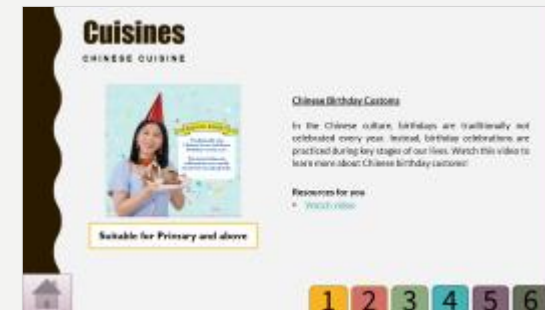 Cuisines
CHINESE CUISINE
Chinese Birthday Customs
In the Chinese culture, birthdays are traditionally not
celebrated every year. Instead, birthday celebrations are
practiced during key stages of our lives. Watch this video to
learn more about Chinese birthday customs!
Resources for you
• Watch video
Suitable for Primary and above
1 2 3 4 5 6